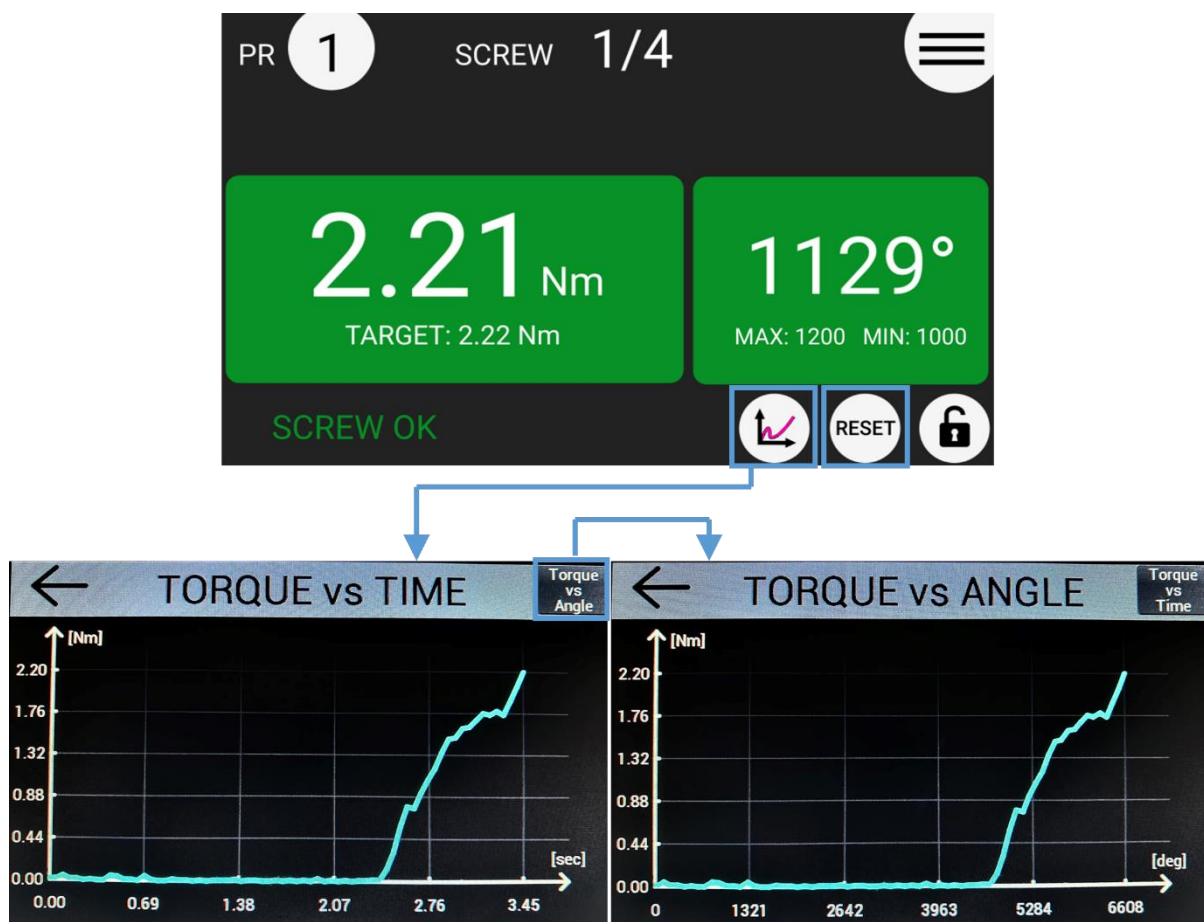 PR 1 SCREW 1/4
2.21 Nm
TARGET: 2.22 Nm
1129°
MAX: 1200 MIN: 1000
SCREW OK
RESET
TORQUE vs TIME
Torque
vs
Angle
[Nm]
2.20
1.76
1.32
0.88
0.44
0.00
[sec]
0.00 0.69 1.38 2.07 2.76 3.45
TORQUE vs ANGLE
Torque
vs
Time
[Nm]
2.20
1.76
1.32
0.88
0.44
0.00
[deg]
0 1321 2642 3963 5284 6608